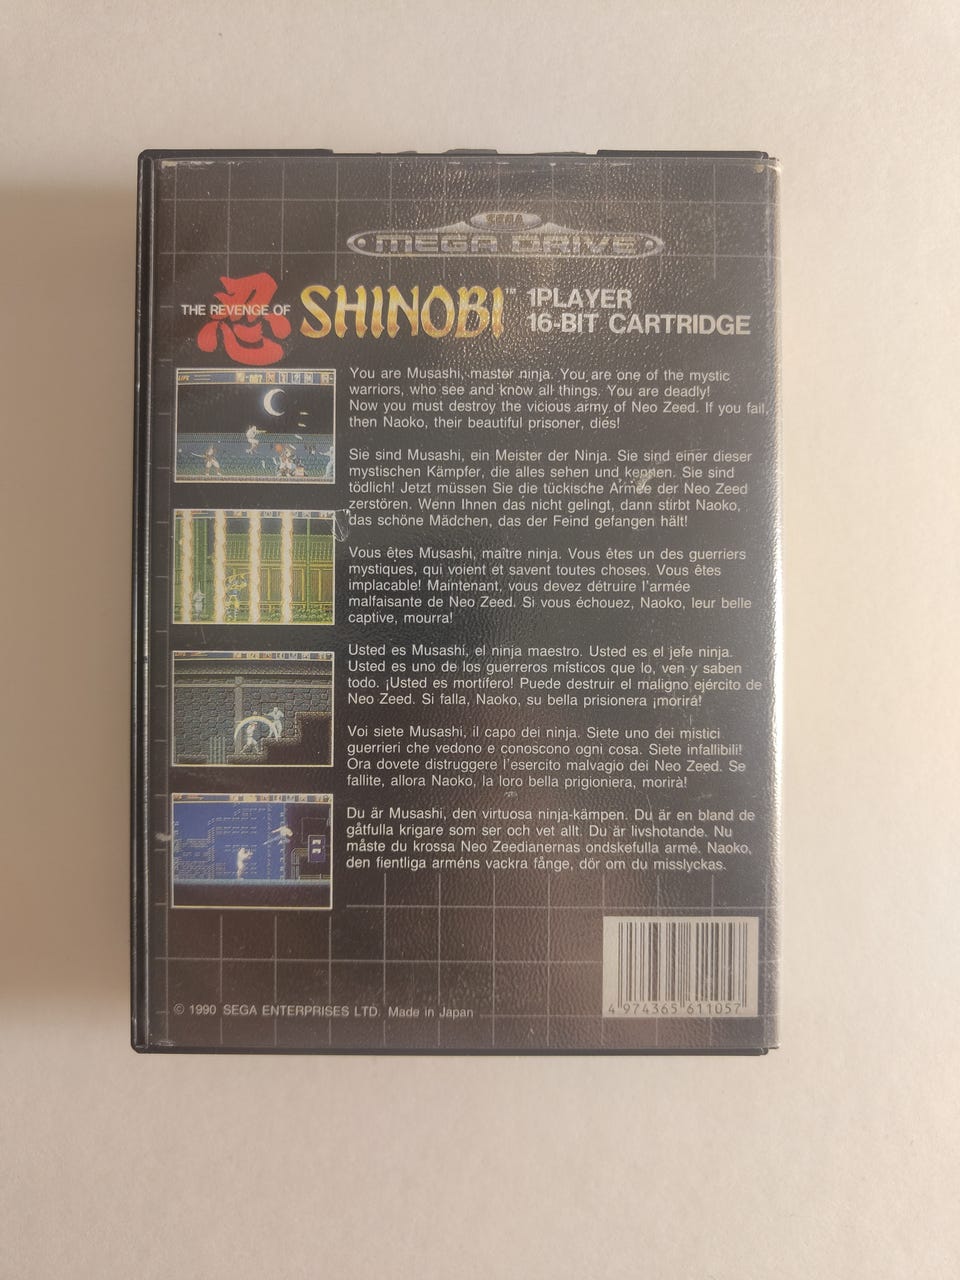 SEGA
MEGA DRIVE
THE REVENGE OF
忍
SHINOBI™
1PLAYER
16-BIT CARTRIDGE
You are Musashi, master ninja. You are one of the mystic
warriors, who see and know all things. You are deadly!
Now you must destroy the vicious army of Neo Zeed. If you fail,
then Naoko, their beautiful prisoner, dies!
Sie sind Musashi, ein Meister der Ninja. Sie sind einer dieser
mystischen Kämpfer, die alles sehen und kennen. Sie sind
tödlich! Jetzt müssen Sie die tückische Armee der Neo Zeed
zerstören. Wenn Ihnen das nicht gelingt, dann stirbt Naoko,
das schöne Mädchen, das der Feind gefangen hält!
Vous êtes Musashi, maître ninja. Vous êtes un des guerriers
mystiques, qui voient et savent toutes choses. Vous êtes
implacable! Maintenant, vous devez détruire l'armée
malfaisante de Neo Zeed. Si vous échouez, Naoko, leur belle
captive, mourra!
Usted es Musashi, el ninja maestro. Usted es el jefe ninja.
Usted es uno de los guerreros místicos que lo, ven y saben
todo. ¡Usted es mortífero! Puede destruir el maligno ejército de
Neo Zeed. Si falla, Naoko, su bella prisionera ¡morirá!
Voi siete Musashi, il capo dei ninja. Siete uno dei mistici
guerrieri che vedono e conoscono ogni cosa. Siete infallibili!
Ora dovete distruggere l'esercito malvagio dei Neo Zeed. Se
fallite, allora Naoko, la loro bella prigioniera, morirà!
Du är Musashi, den virtuosa ninja-kämpen. Du är en bland de
gåtfulla krigare som ser och vet allt. Du är livshotande. Nu
måste du krossa Neo Zeedianernas ondskefulla armé. Naoko,
den fientliga arméns vackra fånge, dör om du misslyckas.
© 1990 SEGA ENTERPRISES LTD. Made in Japan
4 974365 611057